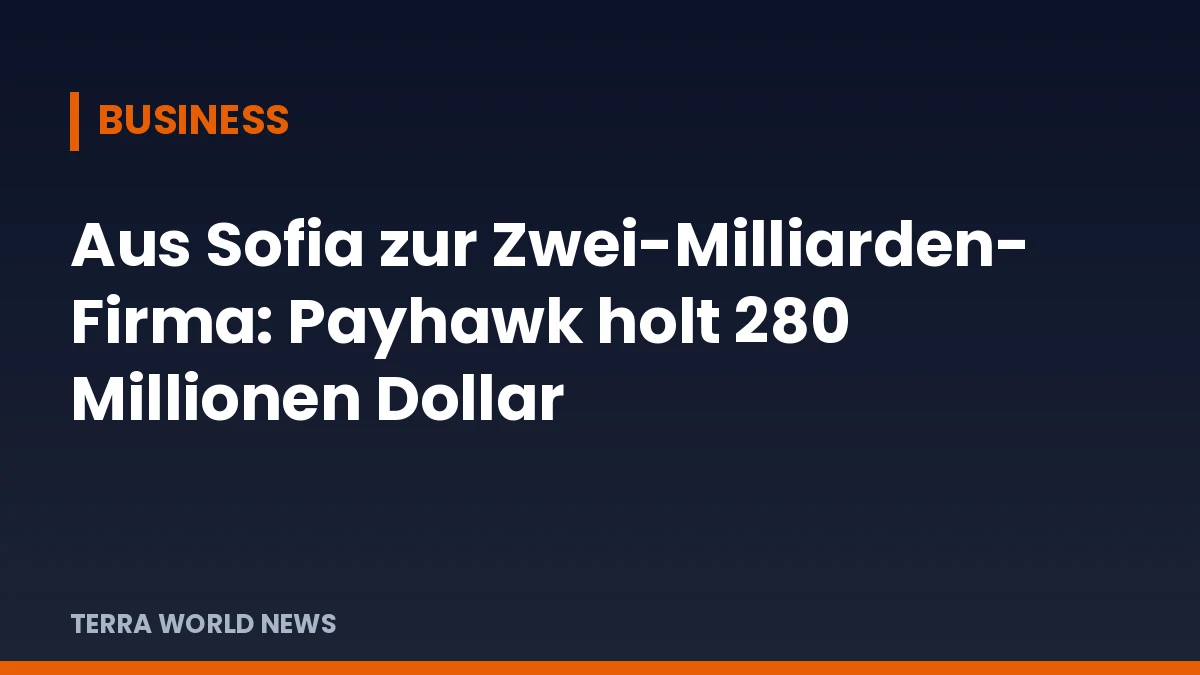 BUSINESS
Aus Sofia zur Zwei-Milliarden-
Firma: Payhawk holt 280
Millionen Dollar
TERRA WORLD NEWS